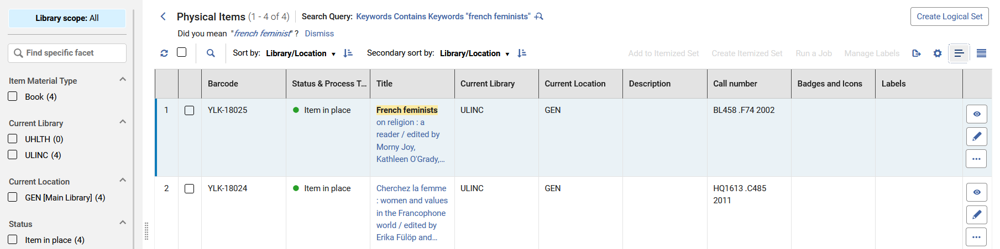 Library scope: All
Find specific facet
Item Material Type
Book (4)
Current Library
UHLTH (0)
ULINC (4)
Current Location
GEN [Main Library] (4)
Status
Item in place (4)
Physical Items (1 - 4 of 4) Search Query: Keywords Contains Keywords "french feminists"
Create Logical Set
Did you mean "french feminist" ? Dismiss
Sort by: Library/Location Secondary sort by: Library/Location Add to Itemized Set Create Itemized Set Run a Job Manage Labels
Barcode Status & Process T... Title Current Library Current Location Description Call number Badges and Icons Labels
1 YLK-18025 Item in place French feminists ULINC GEN BL458 .F74 2002
on religion : a
reader / edited by
Morny Joy,
Kathleen O'Grady,...
2 YLK-18024 Item in place Cherchez la femme ULINC GEN HQ1613 .C485
: women and values 2011
in the Francophone
world / edited by
Erika Fülöp and...